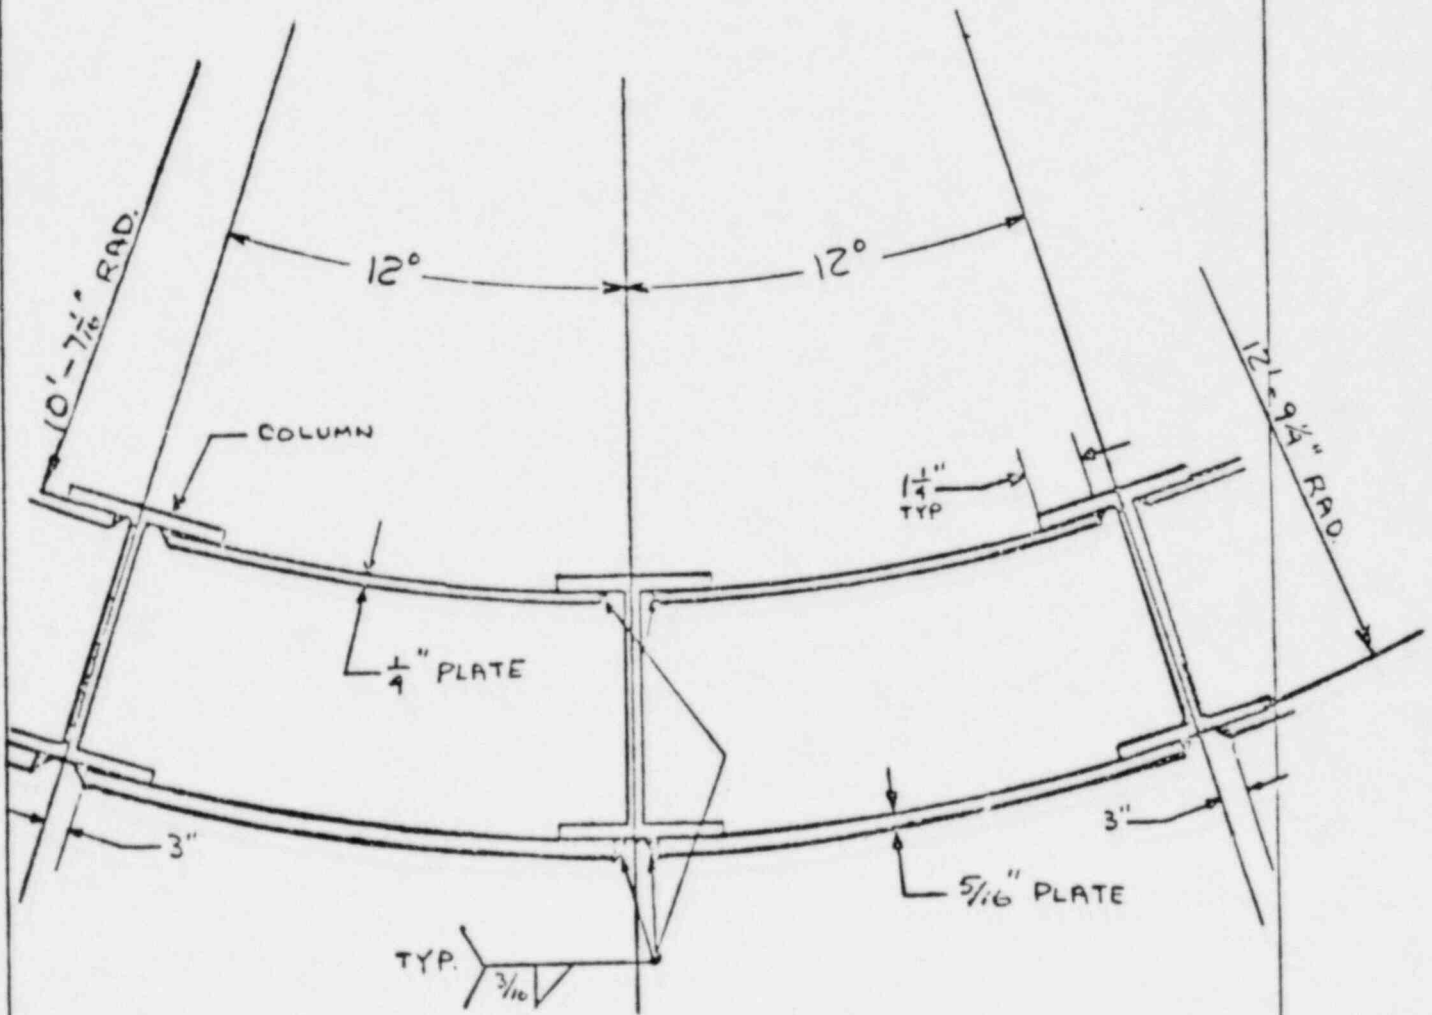 12°
12°
10'-7 1/16" RAD.
12'-9 1/4" RAD.
COLUMN
1 1/4"
TYP
1/4" PLATE
3"
3"
5/16" PLATE
TYP.
3/16